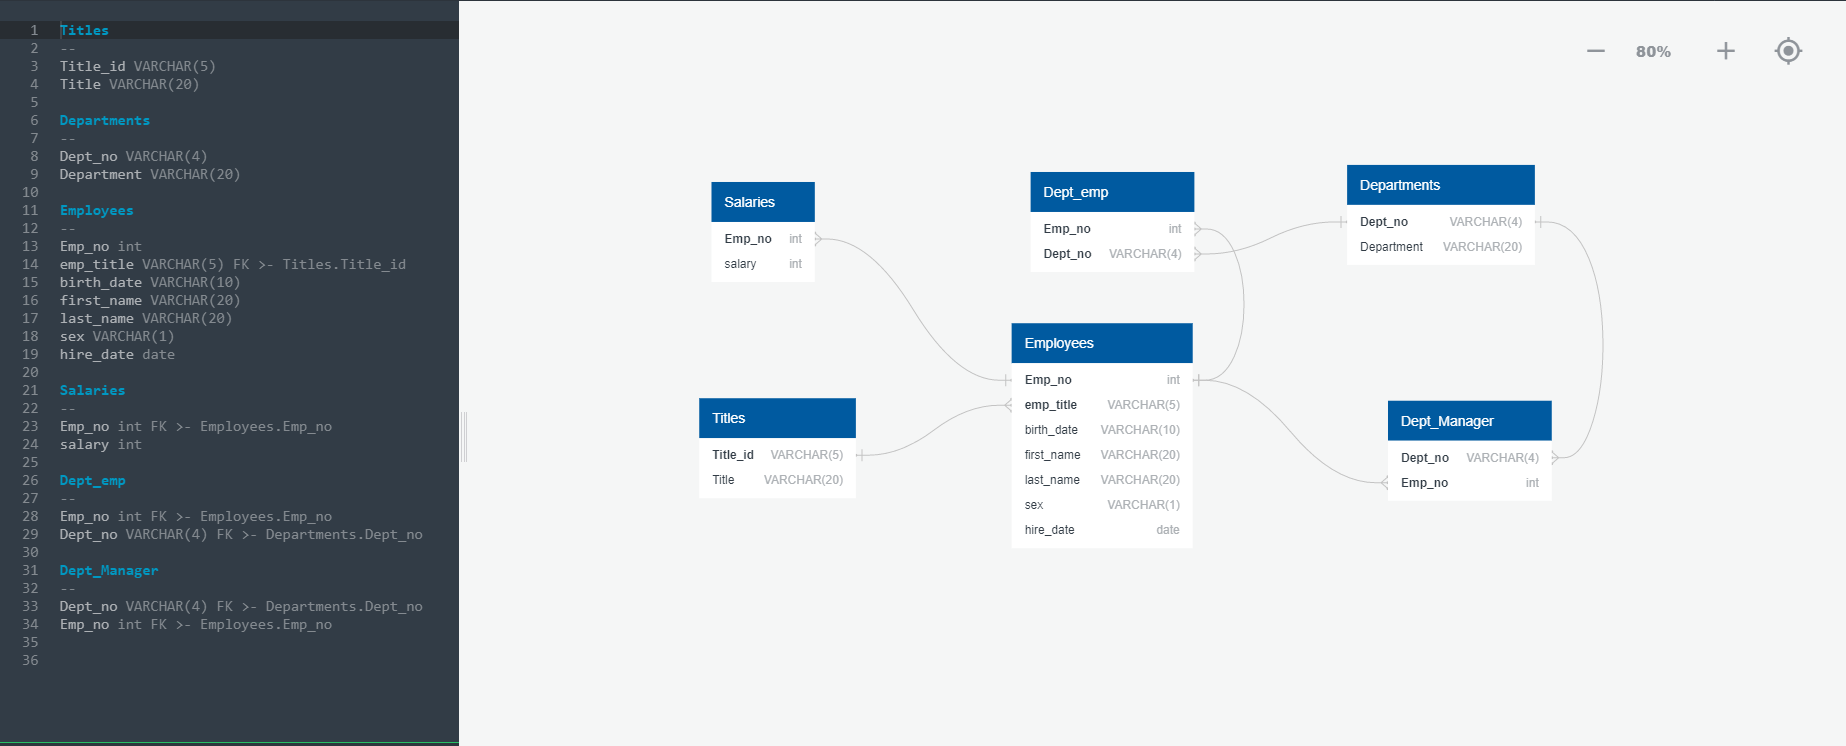 1 Titles
2 --
3 Title_id VARCHAR(5)
4 Title VARCHAR(20)
5
6 Departments
7 --
8 Dept_no VARCHAR(4)
9 Department VARCHAR(20)
10
11 Employees
12 --
13 Emp_no int
14 emp_title VARCHAR(5) FK >- Titles.Title_id
15 birth_date VARCHAR(10)
16 first_name VARCHAR(20)
17 last_name VARCHAR(20)
18 sex VARCHAR(1)
19 hire_date date
20
21 Salaries
22 --
23 Emp_no int FK >- Employees.Emp_no
24 salary int
25
26 Dept_emp
27 --
28 Emp_no int FK >- Employees.Emp_no
29 Dept_no VARCHAR(4) FK >- Departments.Dept_no
30
31 Dept_Manager
32 --
33 Dept_no VARCHAR(4) FK >- Departments.Dept_no
34 Emp_no int FK >- Employees.Emp_no
35
36
80%
Salaries
Emp_no int
salary int
Dept_emp
Emp_no int
Dept_no VARCHAR(4)
Departments
Dept_no VARCHAR(4)
Department VARCHAR(20)
Employees
Emp_no int
emp_title VARCHAR(5)
birth_date VARCHAR(10)
first_name VARCHAR(20)
last_name VARCHAR(20)
sex VARCHAR(1)
hire_date date
Titles
Title_id VARCHAR(5)
Title VARCHAR(20)
Dept_Manager
Dept_no VARCHAR(4)
Emp_no int